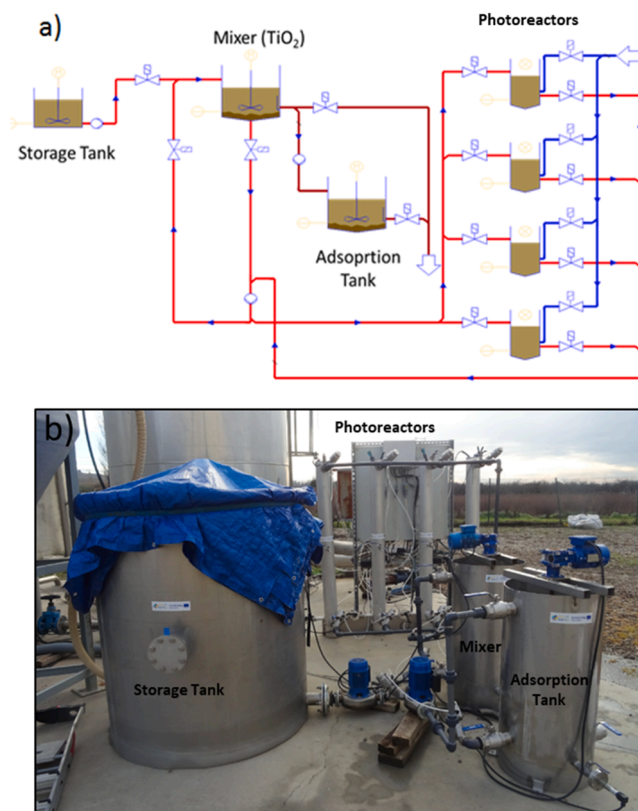 a)
Mixer (TiO₂)
Photoreactors
Storage Tank
Adsoprtion
Tank
b)
Photoreactors
Storage Tank
Mixer
Adsorption
Tank